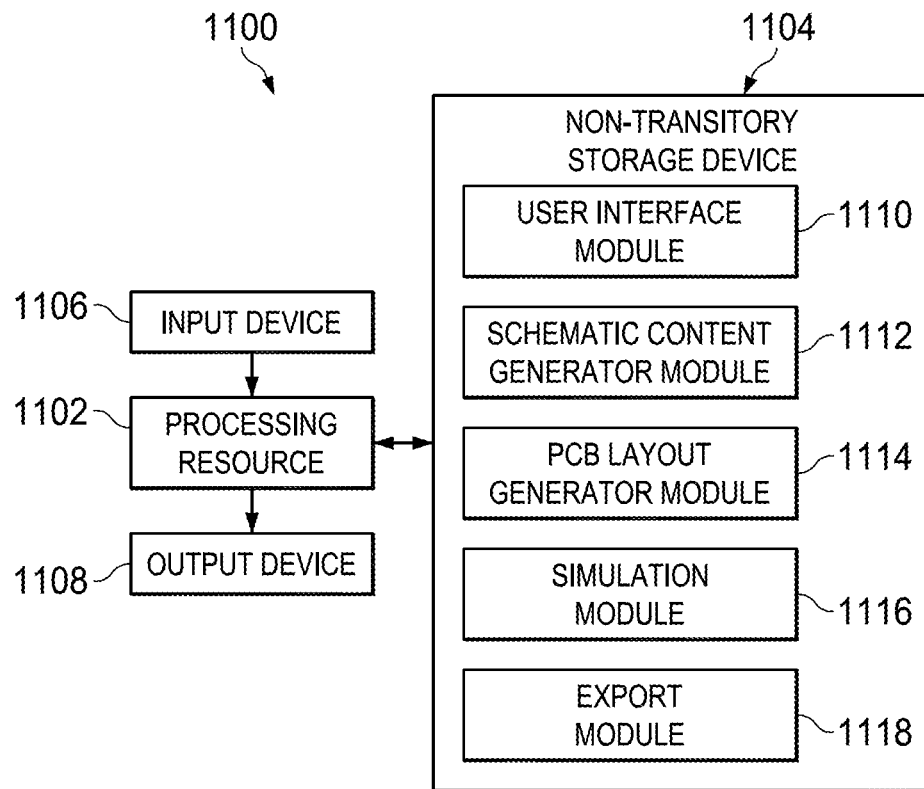 1100
1104
NON-TRANSITORY
STORAGE DEVICE
USER INTERFACE
MODULE
1110
1106
INPUT DEVICE
SCHEMATIC CONTENT
GENERATOR MODULE
1112
1102
PROCESSING
RESOURCE
PCB LAYOUT
GENERATOR MODULE
1114
1108
OUTPUT DEVICE
SIMULATION
MODULE
1116
EXPORT
MODULE
1118